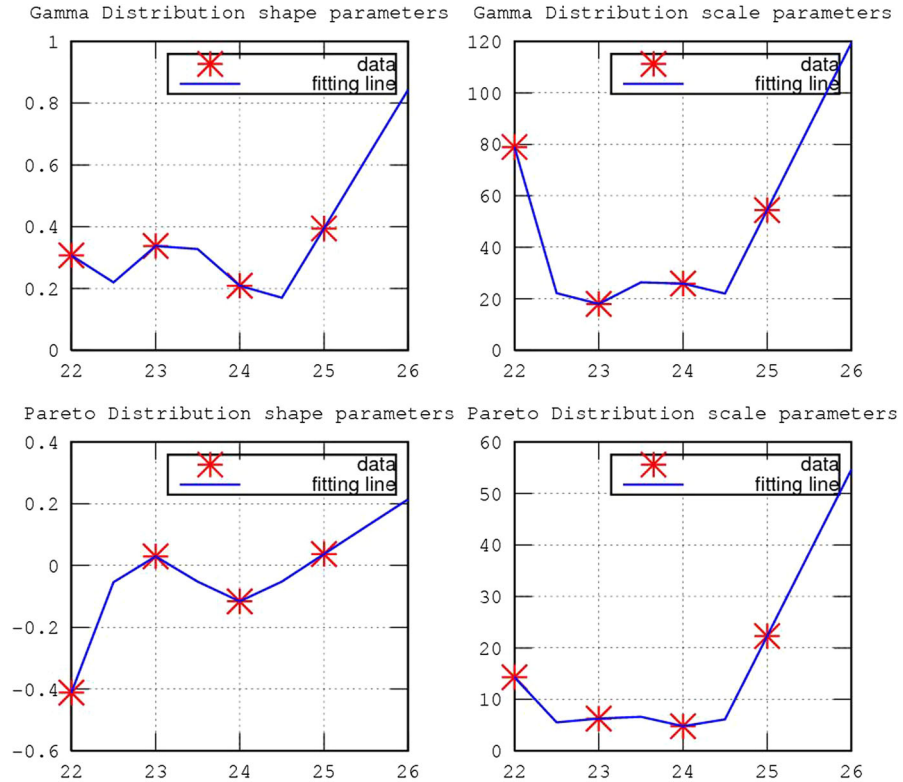 Gamma Distribution shape parameters
1
0.8
0.6
0.4
0.2
0
22 23 24 25 26
data
fitting line
Gamma Distribution scale parameters
120
100
80
60
40
20
0
22 23 24 25 26
data
fitting line
Pareto Distribution shape parameters
0.4
0.2
0
-0.2
-0.4
-0.6
22 23 24 25 26
data
fitting line
Pareto Distribution scale parameters
60
50
40
30
20
10
0
22 23 24 25 26
data
fitting line